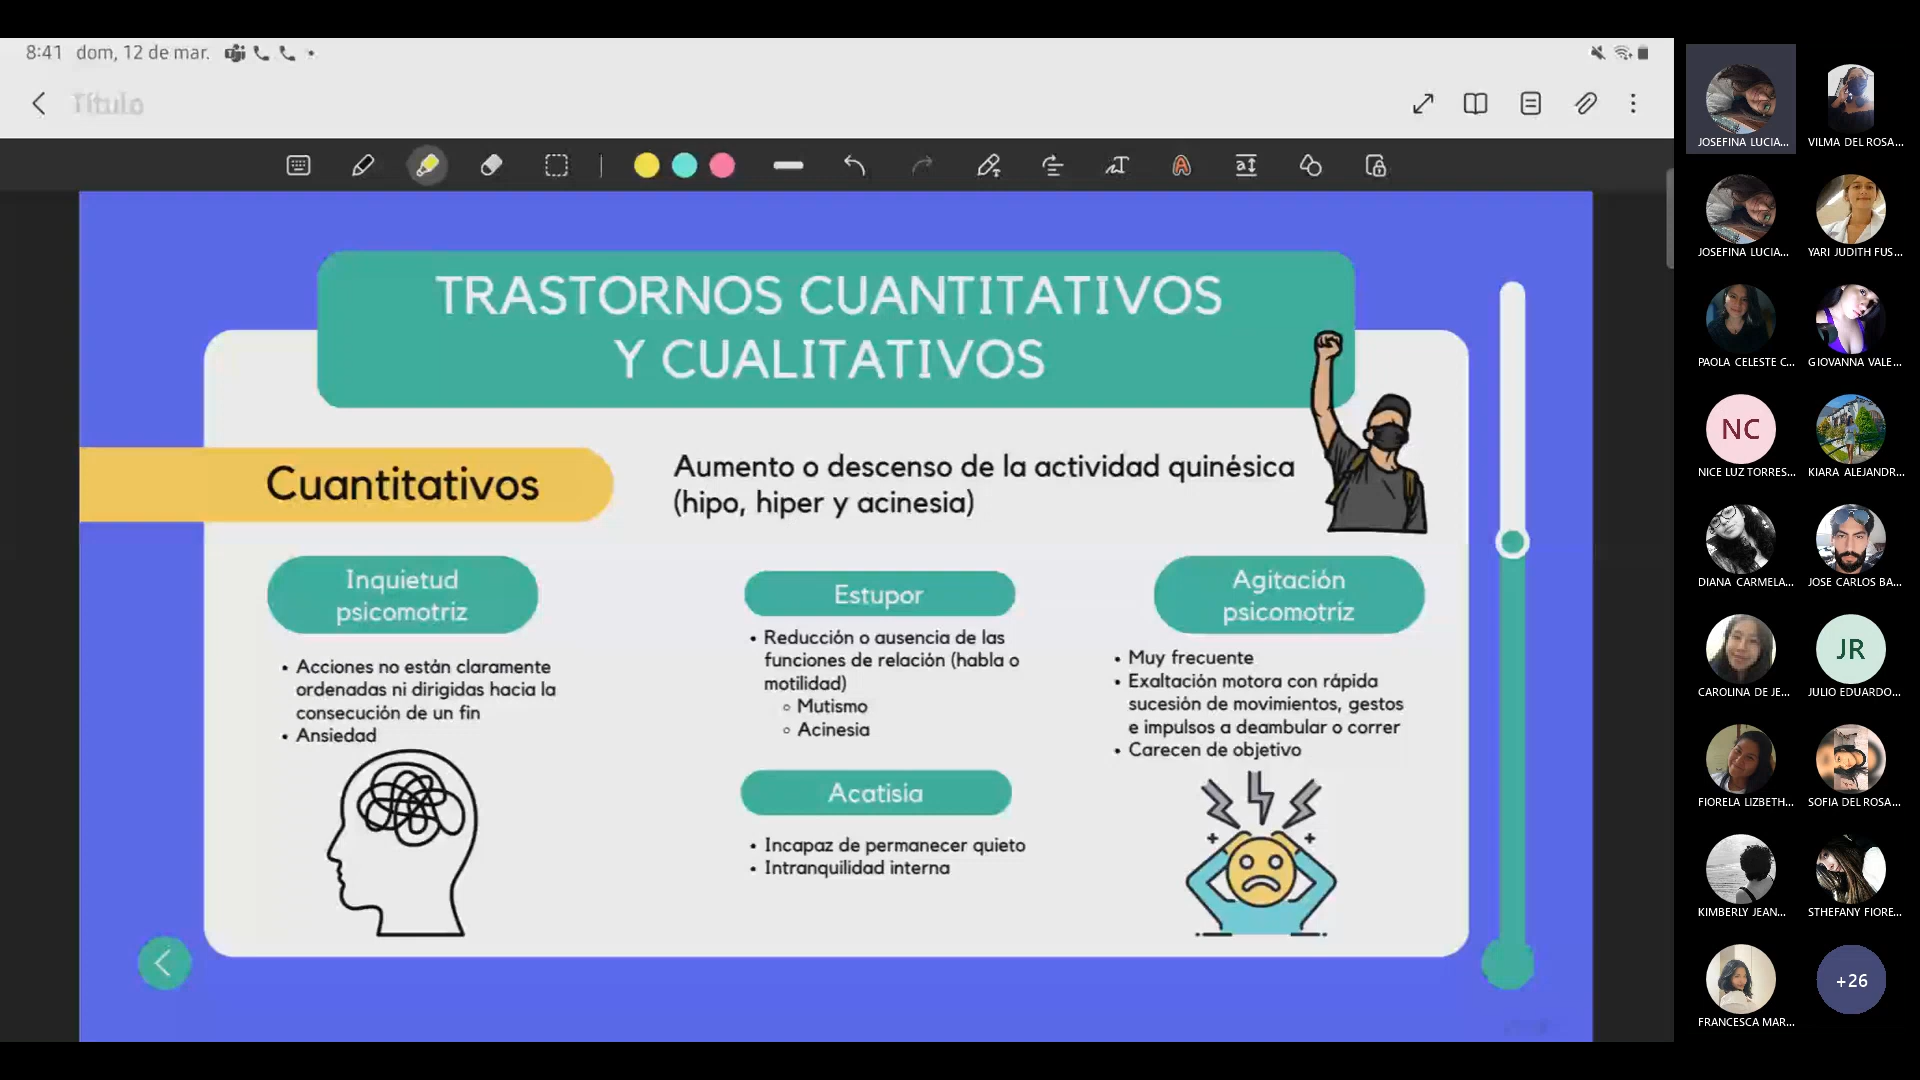 8:41 dom, 12 de mar.
Título
TRASTORNOS CUANTITATIVOS
Y CUALITATIVOS
Cuantitativos
Aumento o descenso de la actividad quinésica
(hipo, hiper y acinesia)
Inquietud
psicomotriz
• Acciones no están claramente
ordenadas ni dirigidas hacia la
consecución de un fin
• Ansiedad
Estupor
• Reducción o ausencia de las
funciones de relación (habla o
motilidad)
◦ Mutismo
◦ Acinesia
Acatisia
• Incapaz de permanecer quieto
• Intranquilidad interna
Agitación
psicomotriz
• Muy frecuente
• Exaltación motora con rápida
sucesión de movimientos, gestos
e impulsos a deambular o correr
• Carecen de objetivo
JOSEFINA LUCIA...
VILMA DEL ROSA...
JOSEFINA LUCIA...
YARI JUDITH FUS...
PAOLA CELESTE C...
GIOVANNA VALE...
NC
NICE LUZ TORRES...
KIARA ALEJANDR...
DIANA CARMELA...
JOSE CARLOS BA...
CAROLINA DE JE...
JR
JULIO EDUARDO...
FIORELA LIZBETH...
SOFIA DEL ROSA...
KIMBERLY JEAN...
STHEFANY FIORE...
FRANCESCA MAR...
+26